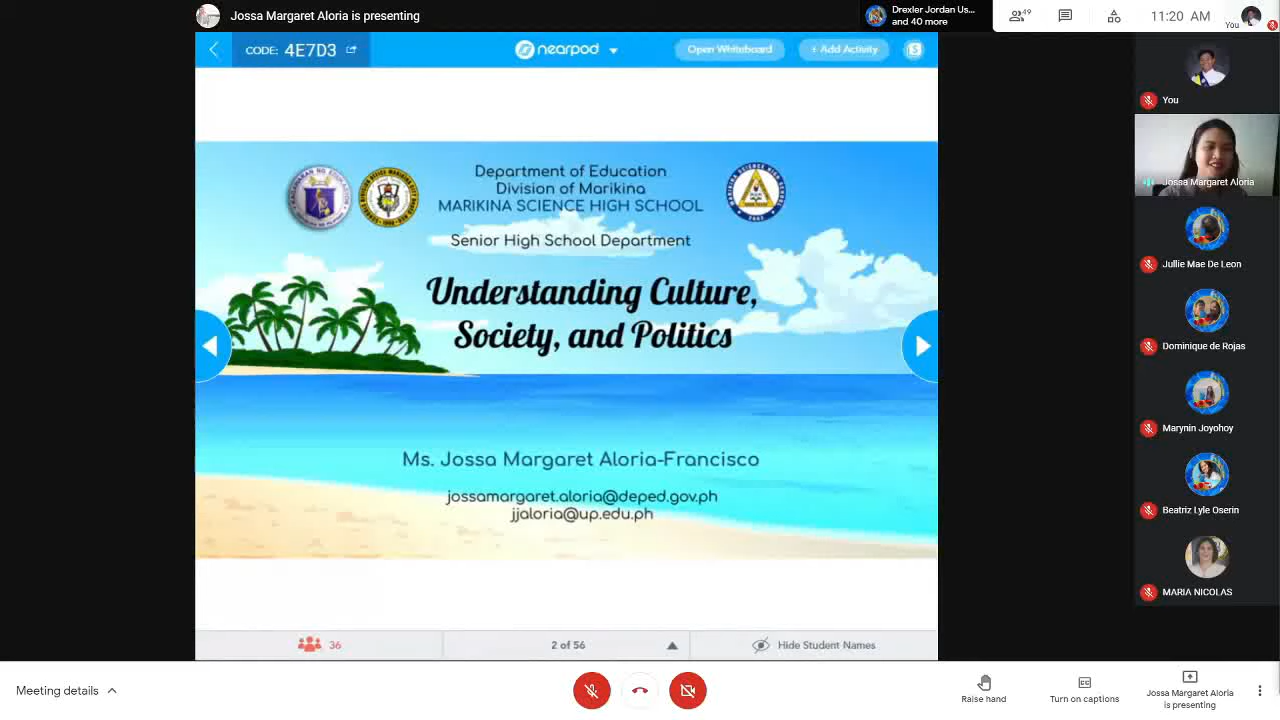 Jossa Margaret Aloria is presenting
Drexler Jordan Us...
and 40 more
49
11:20 AM
You
CODE: 4E7D3
nearpod
Open Whiteboard
+ Add Activity
S
You
Jossa Margaret Aloria
Jullie Mae De Leon
Dominique de Rojas
Marynin Joyohoy
Beatriz Lyle Oserin
MARIA NICOLAS
Department of Education
Division of Marikina
MARIKINA SCIENCE HIGH SCHOOL
Senior High School Department
Understanding Culture,
Society, and Politics
Ms. Jossa Margaret Aloria-Francisco
jossamargaret.aloria@deped.gov.ph
jjaloria@up.edu.ph
36
2 of 56
Hide Student Names
Meeting details
Raise hand
CC
Turn on captions
Jossa Margaret Aloria
is presenting